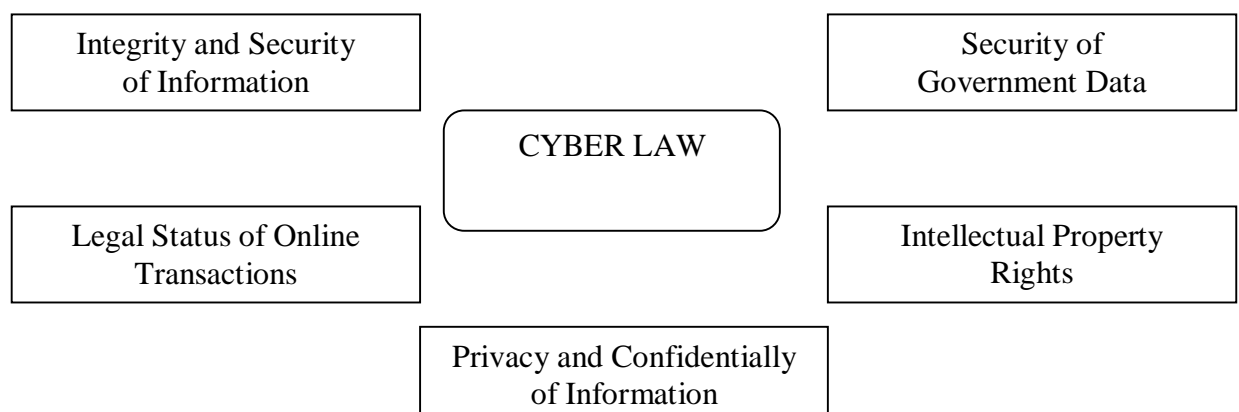 Integrity and Security
of Information
Security of
Government Data
CYBER LAW
Legal Status of Online
Transactions
Intellectual Property
Rights
Privacy and Confidentially
of Information